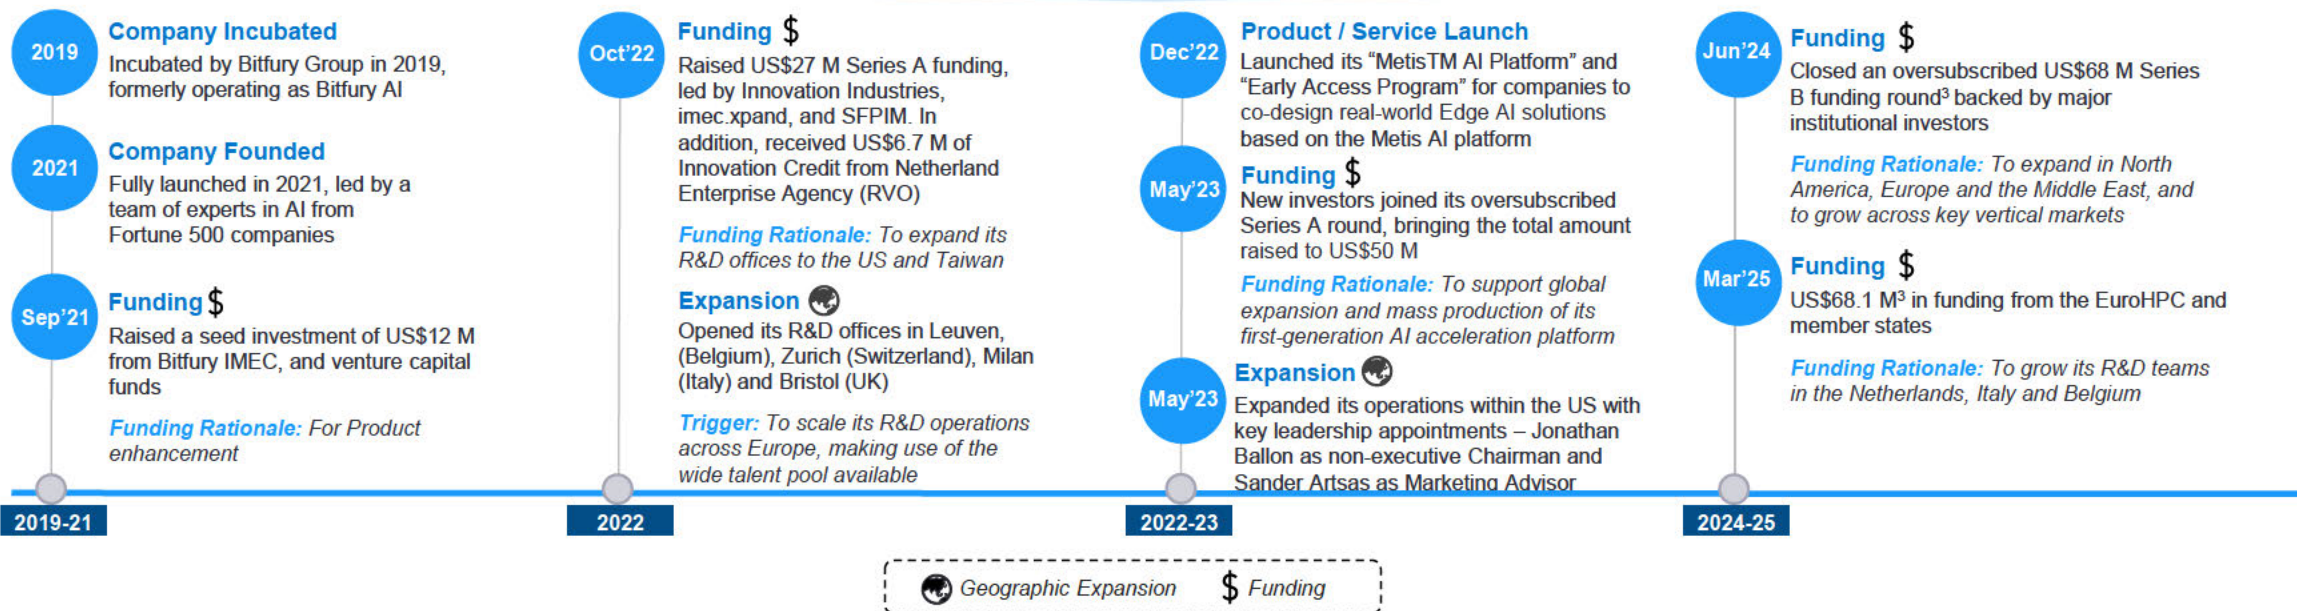 2019
Company Incubated
Incubated by Bitfury Group in 2019,
formerly operating as Bitfury AI
2021
Company Founded
Fully launched in 2021, led by a
team of experts in AI from
Fortune 500 companies
Sep'21
Funding $
Raised a seed investment of US$12 M
from Bitfury IMEC, and venture capital
funds
Funding Rationale: For Product
enhancement
2019-21
Oct'22
Funding $
Raised US$27 M Series A funding,
led by Innovation Industries,
imec.xpand, and SFPIM. In
addition, received US$6.7 M of
Innovation Credit from Netherland
Enterprise Agency (RVO)
Funding Rationale: To expand its
R&D offices to the US and Taiwan
Expansion
Opened its R&D offices in Leuven,
(Belgium), Zurich (Switzerland), Milan
(Italy) and Bristol (UK)
Trigger: To scale its R&D operations
across Europe, making use of the
wide talent pool available
2022
Dec'22
Product / Service Launch
Launched its “MetisTM AI Platform” and
“Early Access Program” for companies to
co-design real-world Edge AI solutions
based on the Metis AI platform
May'23
Funding $
New investors joined its oversubscribed
Series A round, bringing the total amount
raised to US$50 M
Funding Rationale: To support global
expansion and mass production of its
first-generation AI acceleration platform
May'23
Expansion
Expanded its operations within the US with
key leadership appointments – Jonathan
Ballon as non-executive Chairman and
Sander Artsas as Marketing Advisor
2022-23
Jun'24
Funding $
Closed an oversubscribed US$68 M Series
B funding round³ backed by major
institutional investors
Funding Rationale: To expand in North
America, Europe and the Middle East, and
to grow across key vertical markets
Mar'25
Funding $
US$68.1 M³ in funding from the EuroHPC and
member states
Funding Rationale: To grow its R&D teams
in the Netherlands, Italy and Belgium
2024-25
Geographic Expansion
$ Funding